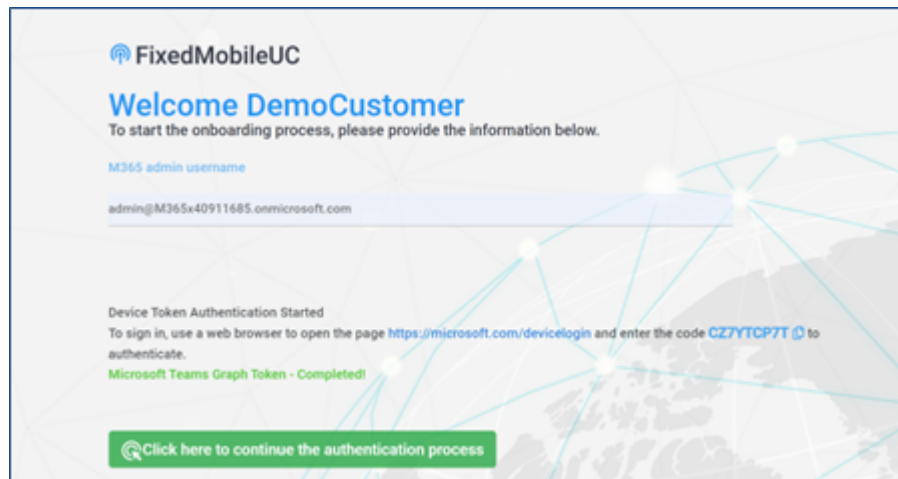 FixedMobileUC
Welcome DemoCustomer
To start the onboarding process, please provide the information below.
M365 admin username
admin@M365x40911685.onmicrosoft.com
Device Token Authentication Started
To sign in, use a web browser to open the page https://microsoft.com/devicelogin and enter the code CZ7YTCP7T to
authenticate.
Microsoft Teams Graph Token - Completed!
Click here to continue the authentication process